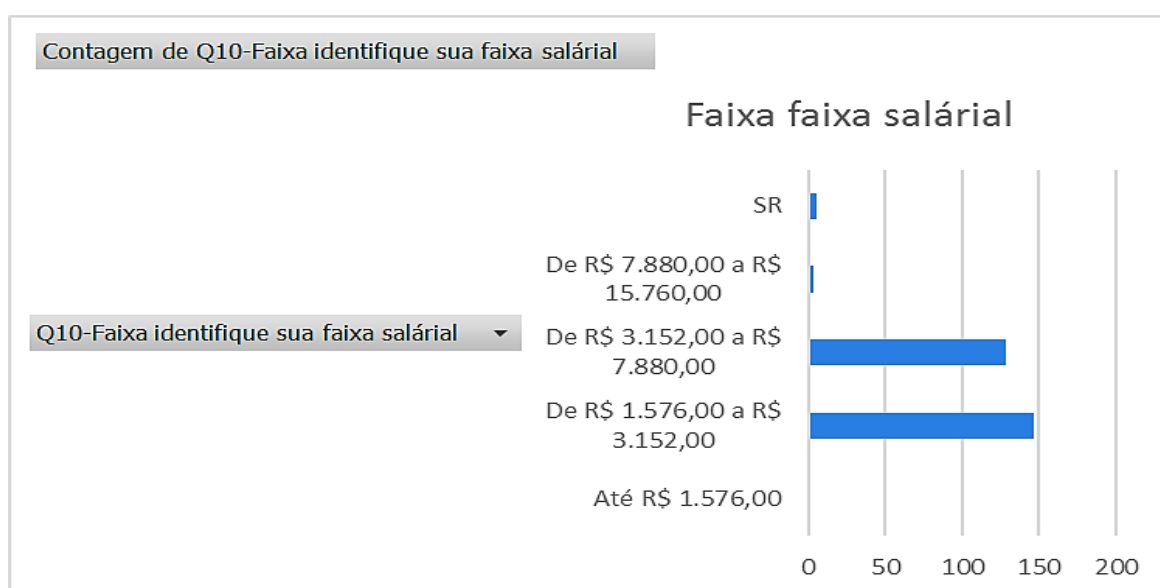 Contagem de Q10-Faixa identifique sua faixa salárial
Faixa faixa salárial
SR
De R$ 7.880,00 a R$
15.760,00
Q10-Faixa identifique sua faixa salárial
De R$ 3.152,00 a R$
7.880,00
De R$ 1.576,00 a R$
3.152,00
Até R$ 1.576,00
0 50 100 150 200